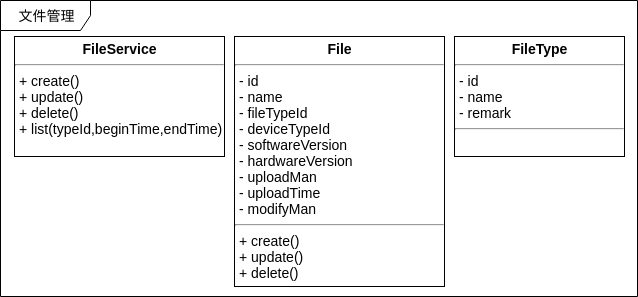 文件管理
FileService
+ create()
+ update()
+ delete()
+ list(typeId,beginTime,endTime)
File
- id
- name
- fileTypeId
- deviceTypeId
- softwareVersion
- hardwareVersion
- uploadMan
- uploadTime
- modifyMan
+ create()
+ update()
+ delete()
FileType
- id
- name
- remark